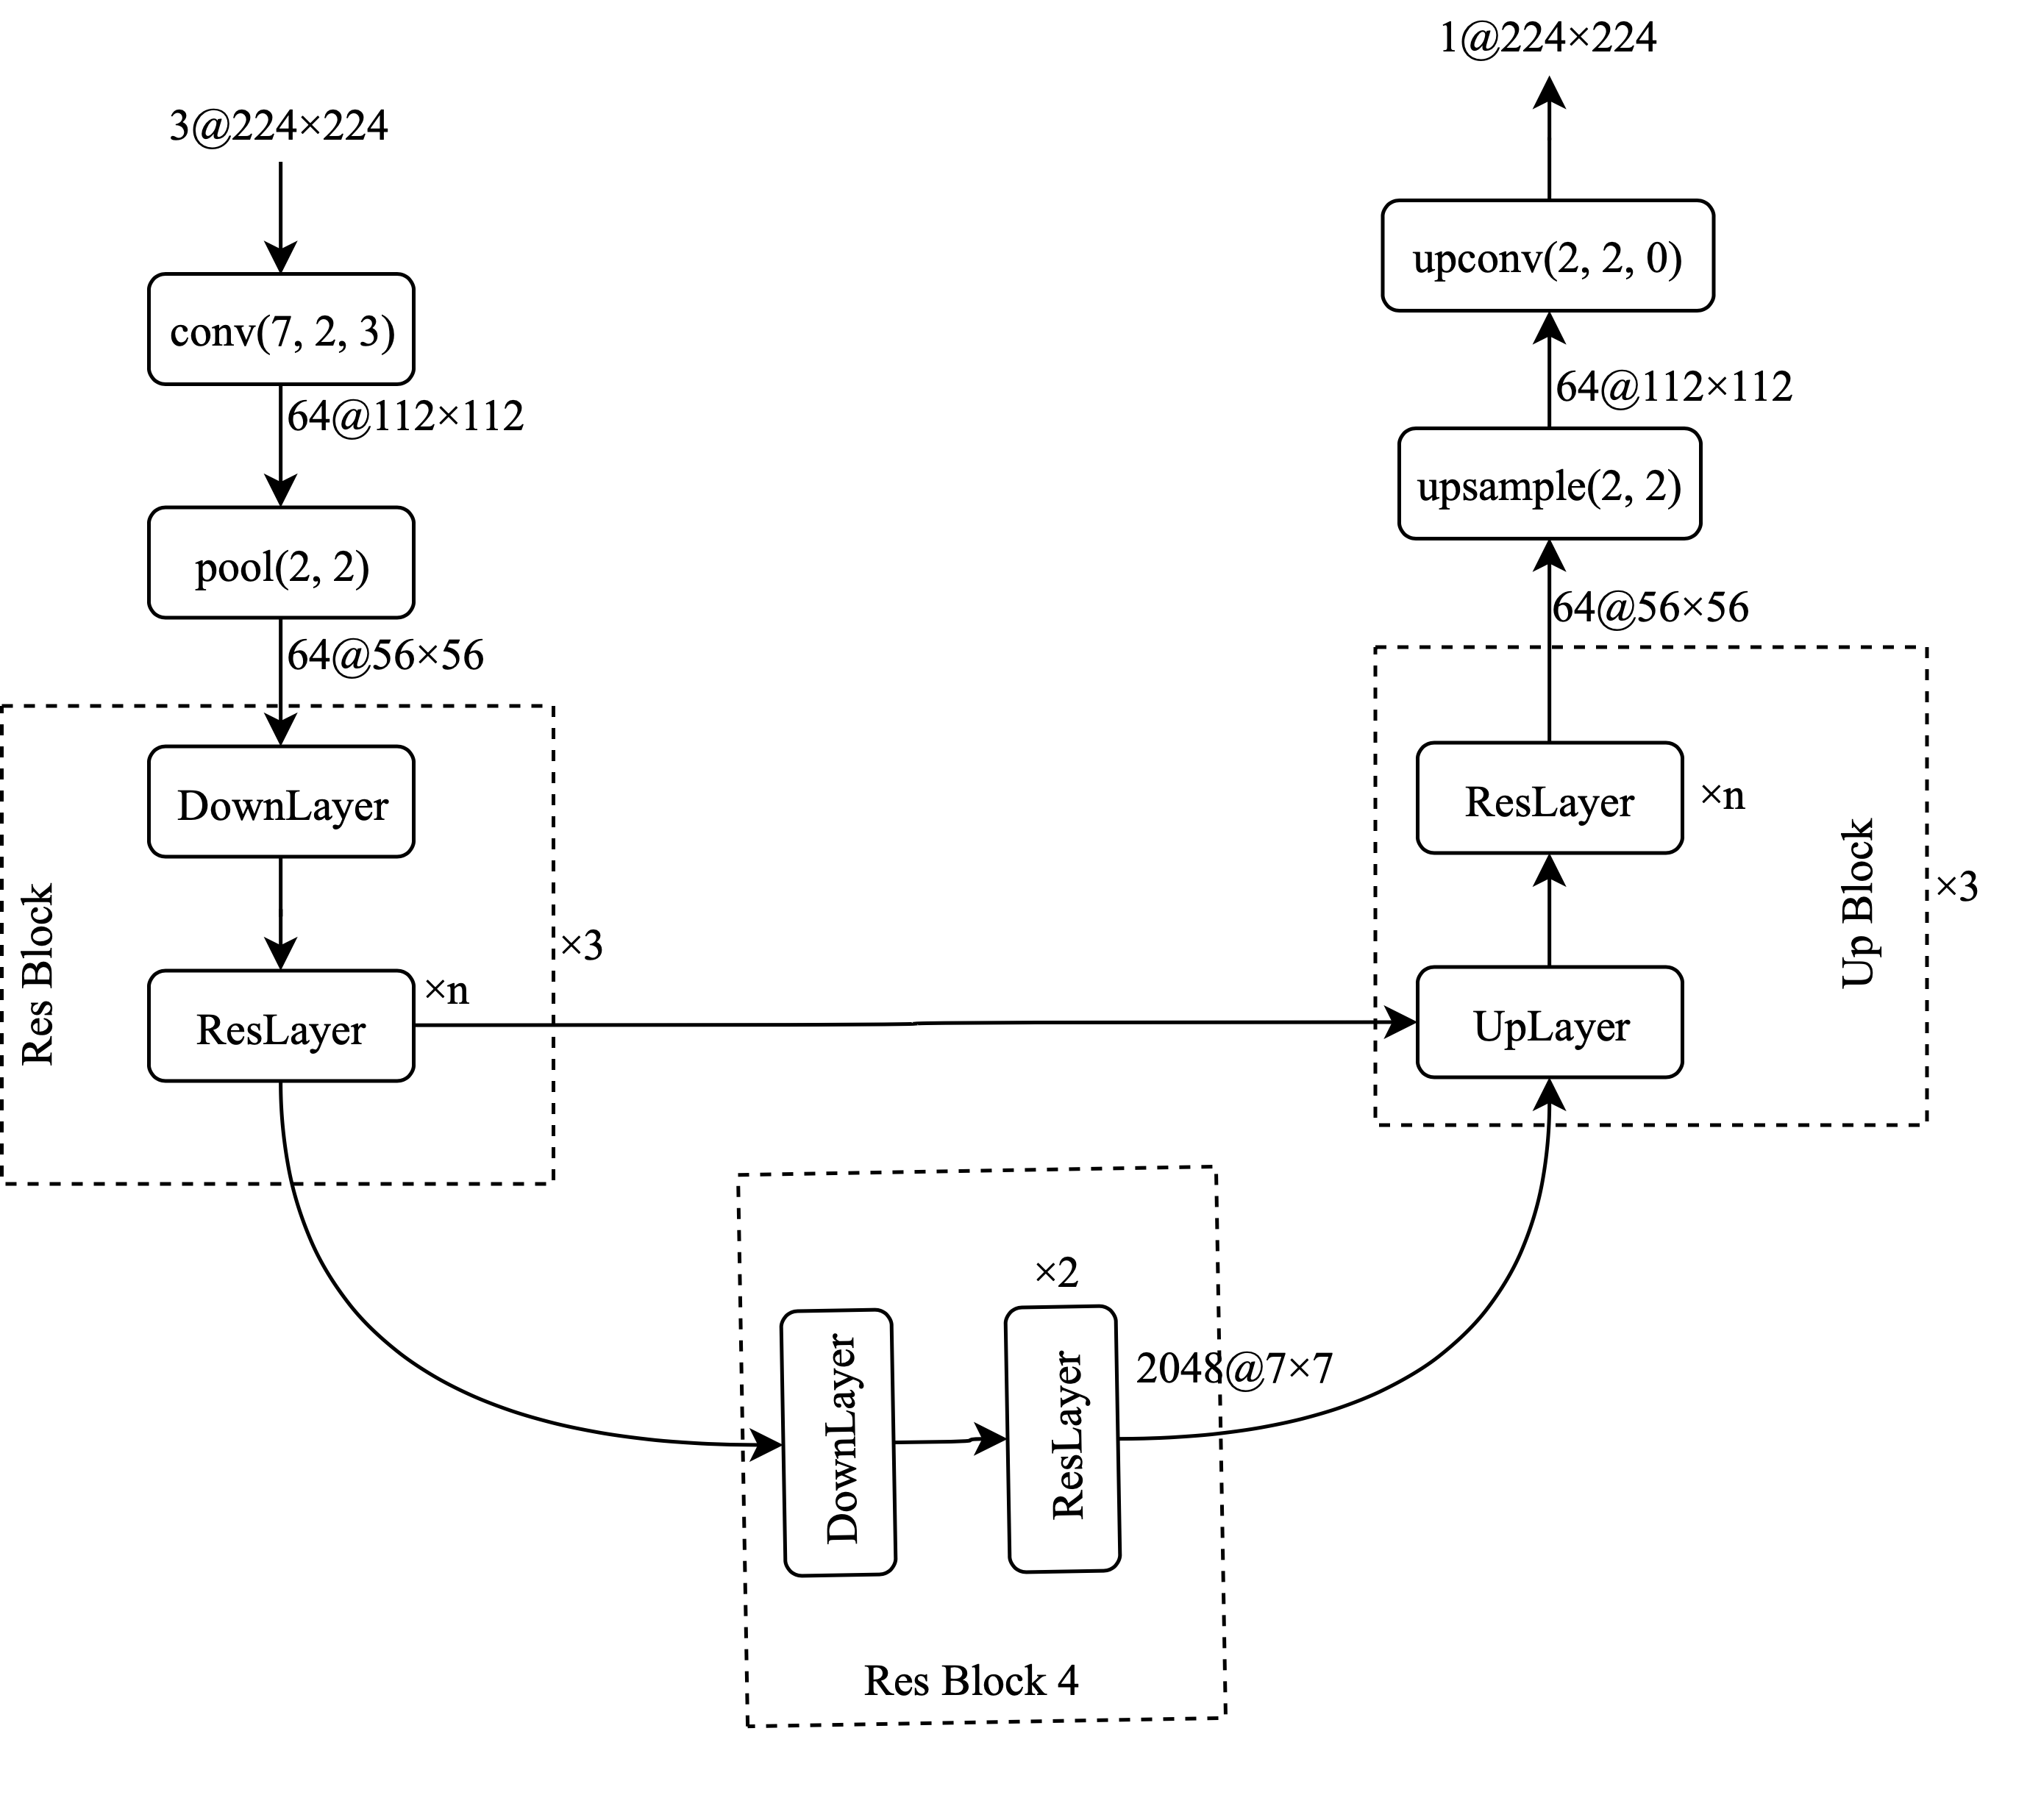 3@224×224
conv(7, 2, 3)
64@112×112
pool(2, 2)
64@56×56
DownLayer
ResLayer
×n
Res Block
×3
DownLayer
ResLayer
×2
2048@7×7
Res Block 4
1@224×224
upconv(2, 2, 0)
64@112×112
upsample(2, 2)
64@56×56
ResLayer
×n
UpLayer
Up Block
×3